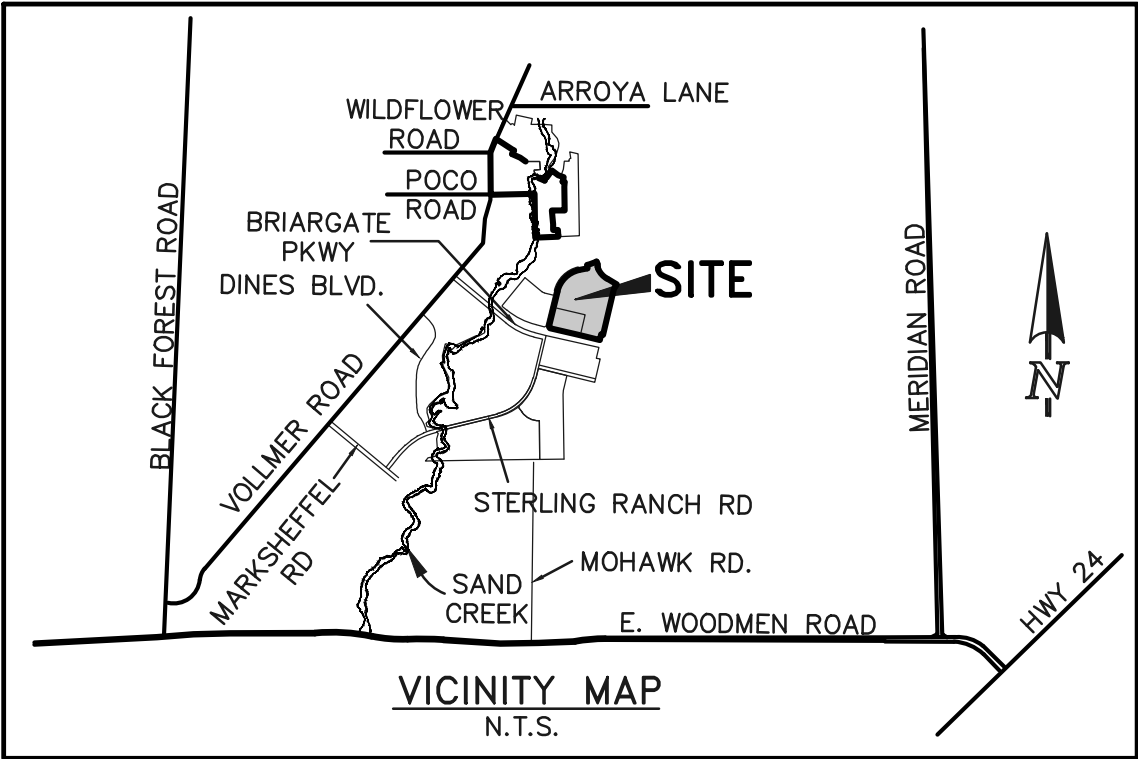 ARROYA LANE
WILDFLOWER
ROAD
POCO
ROAD
BRIARGATE
PKWY
DINES BLVD.
SITE
BLACK FOREST ROAD
MERIDIAN ROAD
N
VOLLMER ROAD
MARKSHEFFEL
RD
STERLING RANCH RD
MOHAWK RD.
SAND
CREEK
E. WOODMEN ROAD
HWY 24
VICINITY MAP
N.T.S.